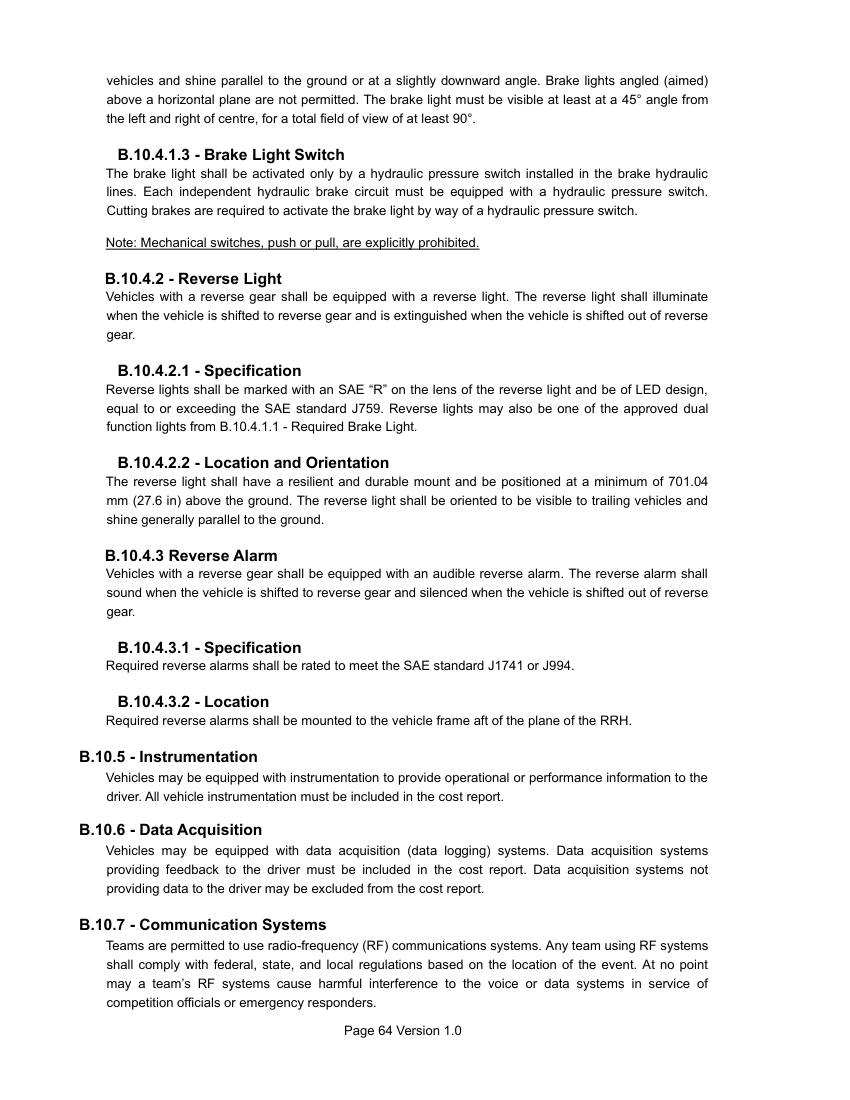 vehicles and shine parallel to the ground or at a slightly downward angle. Brake lights angled (aimed)
above a horizontal plane are not permitted. The brake light must be visible at least at a 45° angle from
the left and right of centre, for a total field of view of at least 90°.
B.10.4.1.3 - Brake Light Switch
The brake light shall be activated only by a hydraulic pressure switch installed in the brake hydraulic
lines. Each independent hydraulic brake circuit must be equipped with a hydraulic pressure switch.
Cutting brakes are required to activate the brake light by way of a hydraulic pressure switch.
Note: Mechanical switches, push or pull, are explicitly prohibited.
B.10.4.2 - Reverse Light
Vehicles with a reverse gear shall be equipped with a reverse light. The reverse light shall illuminate
when the vehicle is shifted to reverse gear and is extinguished when the vehicle is shifted out of reverse
gear.
B.10.4.2.1 - Specification
Reverse lights shall be marked with an SAE “R” on the lens of the reverse light and be of LED design,
equal to or exceeding the SAE standard J759. Reverse lights may also be one of the approved dual
function lights from B.10.4.1.1 - Required Brake Light.
B.10.4.2.2 - Location and Orientation
The reverse light shall have a resilient and durable mount and be positioned at a minimum of 701.04
mm (27.6 in) above the ground. The reverse light shall be oriented to be visible to trailing vehicles and
shine generally parallel to the ground.
B.10.4.3 Reverse Alarm
Vehicles with a reverse gear shall be equipped with an audible reverse alarm. The reverse alarm shall
sound when the vehicle is shifted to reverse gear and silenced when the vehicle is shifted out of reverse
gear.
B.10.4.3.1 - Specification
Required reverse alarms shall be rated to meet the SAE standard J1741 or J994.
B.10.4.3.2 - Location
Required reverse alarms shall be mounted to the vehicle frame aft of the plane of the RRH.
B.10.5 - Instrumentation
Vehicles may be equipped with instrumentation to provide operational or performance information to the
driver. All vehicle instrumentation must be included in the cost report.
B.10.6 - Data Acquisition
Vehicles may be equipped with data acquisition (data logging) systems. Data acquisition systems
providing feedback to the driver must be included in the cost report. Data acquisition systems not
providing data to the driver may be excluded from the cost report.
B.10.7 - Communication Systems
Teams are permitted to use radio-frequency (RF) communications systems. Any team using RF systems
shall comply with federal, state, and local regulations based on the location of the event. At no point
may a team’s RF systems cause harmful interference to the voice or data systems in service of
competition officials or emergency responders.
Page 64 Version 1.0